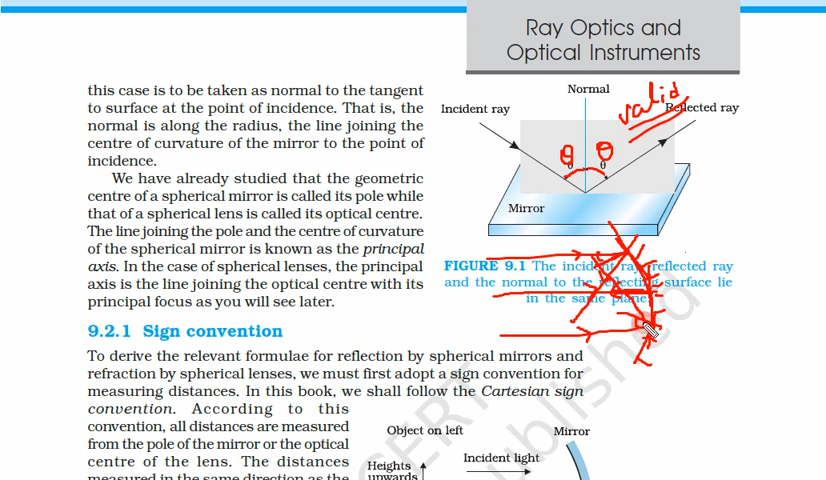 Ray Optics and
Optical Instruments
this case is to be taken as normal to the tangent
to surface at the point of incidence. That is, the
normal is along the radius, the line joining the
centre of curvature of the mirror to the point of
incidence.
We have already studied that the geometric
centre of a spherical mirror is called its pole while
that of a spherical lens is called its optical centre.
The line joining the pole and the centre of curvature
of the spherical mirror is known as the principal
axis. In the case of spherical lenses, the principal
axis is the line joining the optical centre with its
principal focus as you will see later.
Normal
Incident ray
Reflected ray
valid
θ θ
θ θ
Mirror
FIGURE 9.1 The incident ray, reflected ray
and the normal to the reflecting surface lie
in the same plane.
9.2.1 Sign convention
To derive the relevant formulae for reflection by spherical mirrors and
refraction by spherical lenses, we must first adopt a sign convention for
measuring distances. In this book, we shall follow the Cartesian sign
convention. According to this
convention, all distances are measured
from the pole of the mirror or the optical
centre of the lens. The distances
measured in the same direction as the
Object on left
Mirror
Heights
upwards
Incident light
CERT
ublished